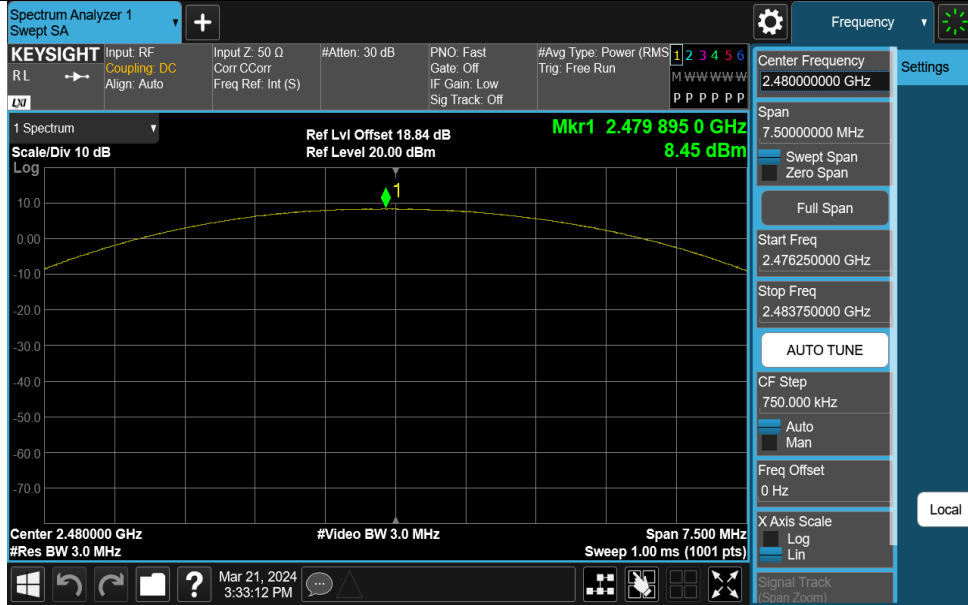 Spectrum Analyzer 1
Swept SA
+
Frequency
KEYSIGHT
R L
LXI
Input: RF
Coupling: DC
Align: Auto
Input Z: 50 Ω
Corr CCorr
Freq Ref: Int (S)
#Atten: 30 dB
PNO: Fast
Gate: Off
IF Gain: Low
Sig Track: Off
#Avg Type: Power (RMS
Trig: Free Run
1 2 3 4 5 6
M W W W W W
P P P P P P
1 Spectrum
Scale/Div 10 dB
Log
Ref Lvl Offset 18.84 dB
Ref Level 20.00 dBm
Mkr1 2.479 895 0 GHz
8.45 dBm
1
10.0
0.00
-10.0
-20.0
-30.0
-40.0
-50.0
-60.0
-70.0
Center 2.480000 GHz
#Res BW 3.0 MHz
#Video BW 3.0 MHz
Span 7.500 MHz
Sweep 1.00 ms (1001 pts)
Center Frequency
2.480000000 GHz
Span
7.50000000 MHz
Swept Span
Zero Span
Full Span
Start Freq
2.476250000 GHz
Stop Freq
2.483750000 GHz
AUTO TUNE
CF Step
750.000 kHz
Auto
Man
Freq Offset
0 Hz
X Axis Scale
Log
Lin
Signal Track
(Span Zoom)
Settings
Local
?
Mar 21, 2024
3:33:12 PM